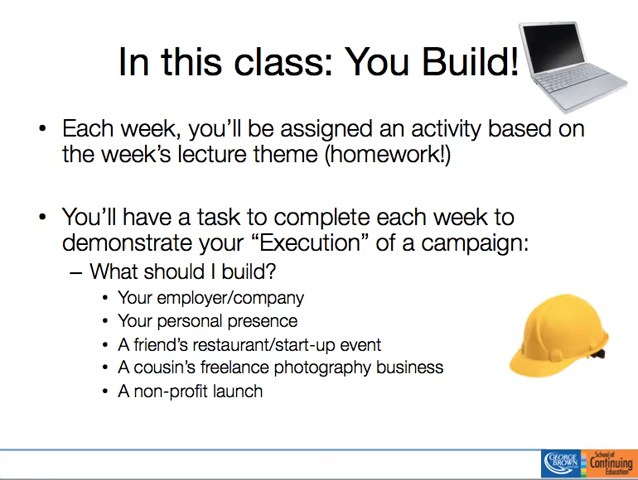 In this class: You Build!
• Each week, you'll be assigned an activity based on
the week's lecture theme (homework!)
• You'll have a task to complete each week to
demonstrate your “Execution” of a campaign:
– What should I build?
• Your employer/company
• Your personal presence
• A friend's restaurant/start-up event
• A cousin's freelance photography business
• A non-profit launch
GEORGE
BROWN
School of
Continuing
Education